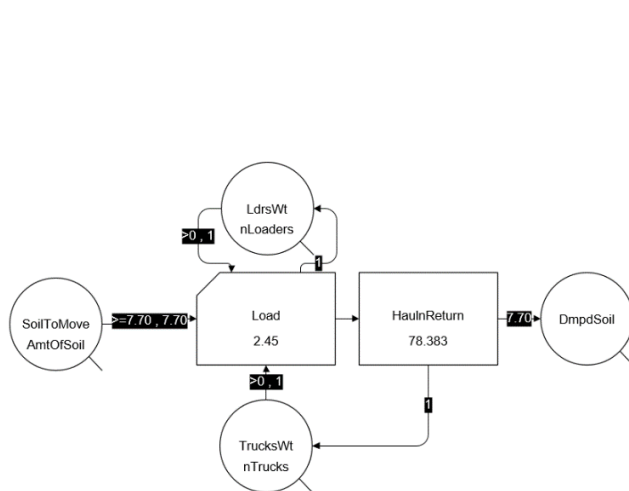 LdrsWt
nLoaders
>0 , 1
1
SoilToMove
AmtOfSoil
>=7.70 , 7.70
Load
2.45
HaulnReturn
78.383
7.70
DmpdSoil
>0 , 1
1
TrucksWt
nTrucks